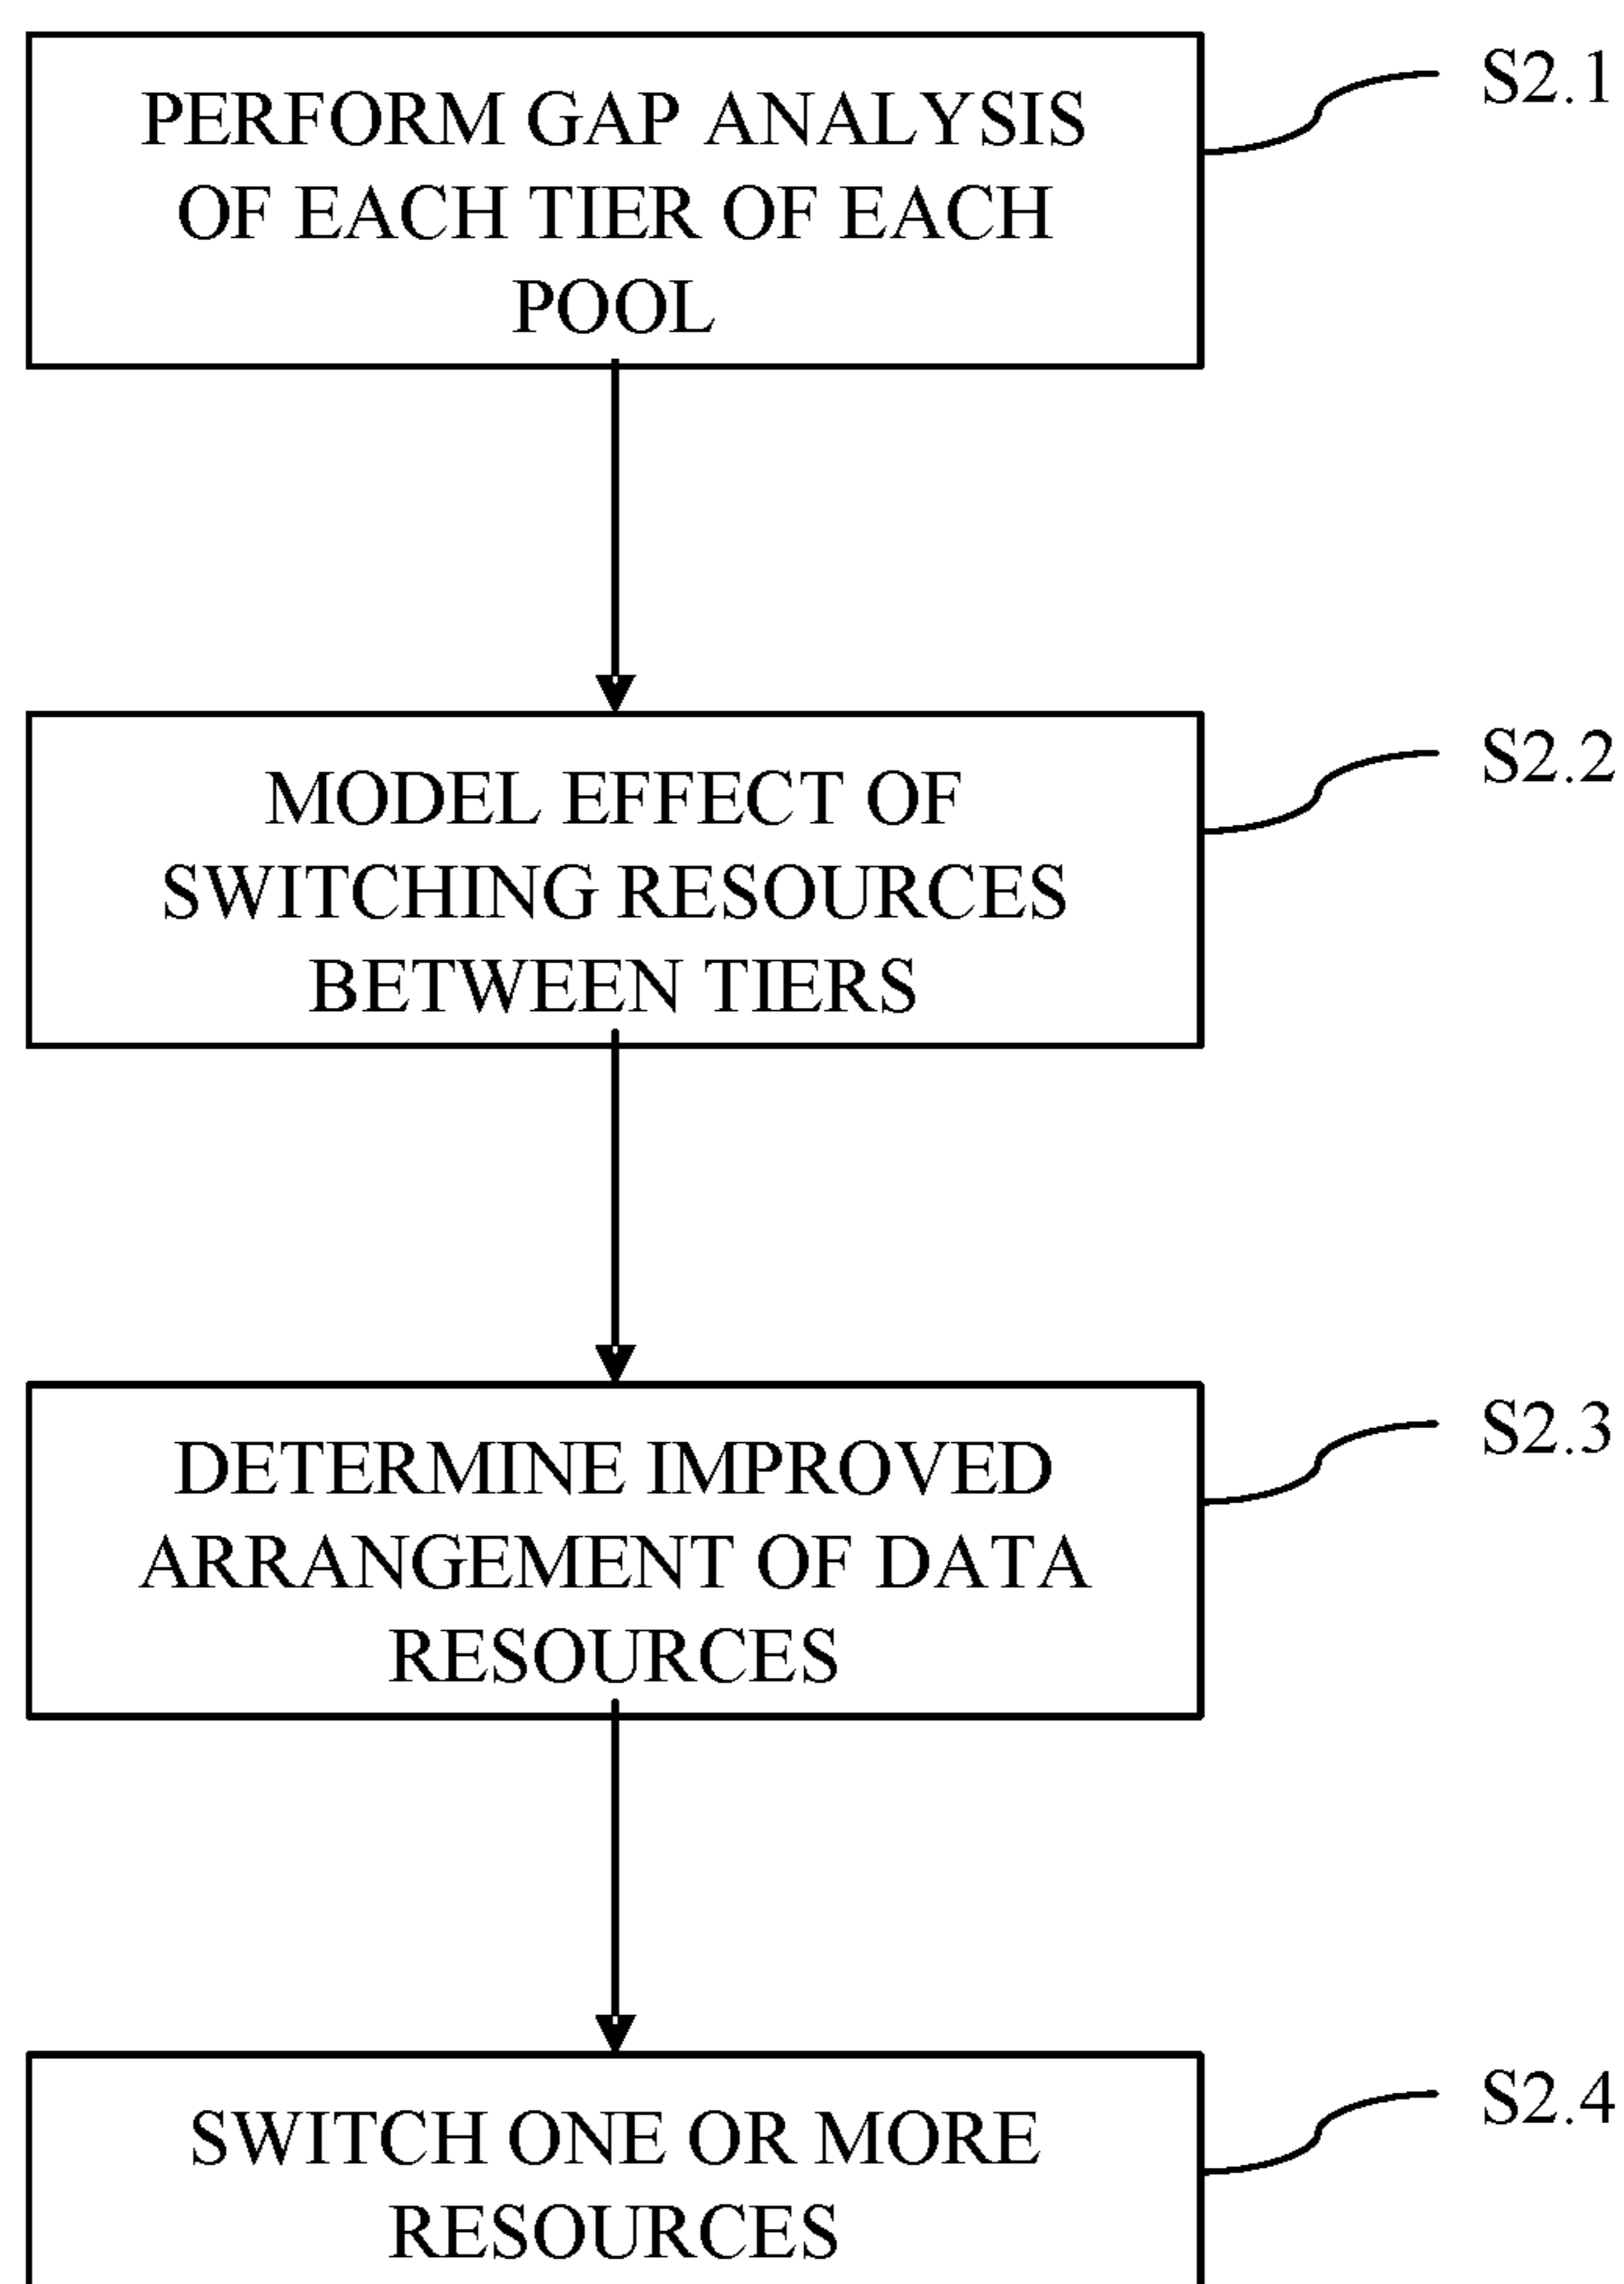 PERFORM GAP ANALYSIS
OF EACH TIER OF EACH
POOL
S2.1
MODEL EFFECT OF
SWITCHING RESOURCES
BETWEEN TIERS
S2.2
DETERMINE IMPROVED
ARRANGEMENT OF DATA
RESOURCES
S2.3
SWITCH ONE OR MORE
RESOURCES
S2.4